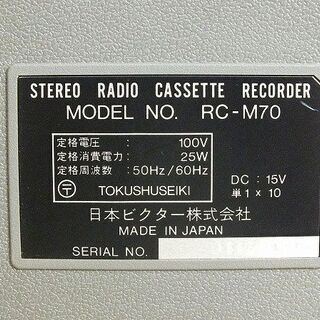 STEREO RADIO CASSETTE RECORDER
MODEL NO. RC-M70
定格電圧: 100V
定格消費電力: 25W
定格周波数: 50Hz/60Hz
〒 TOKUSHUSEIKI
DC: 15V
単1×10
日本ビクター株式会社
MADE IN JAPAN
SERIAL NO.